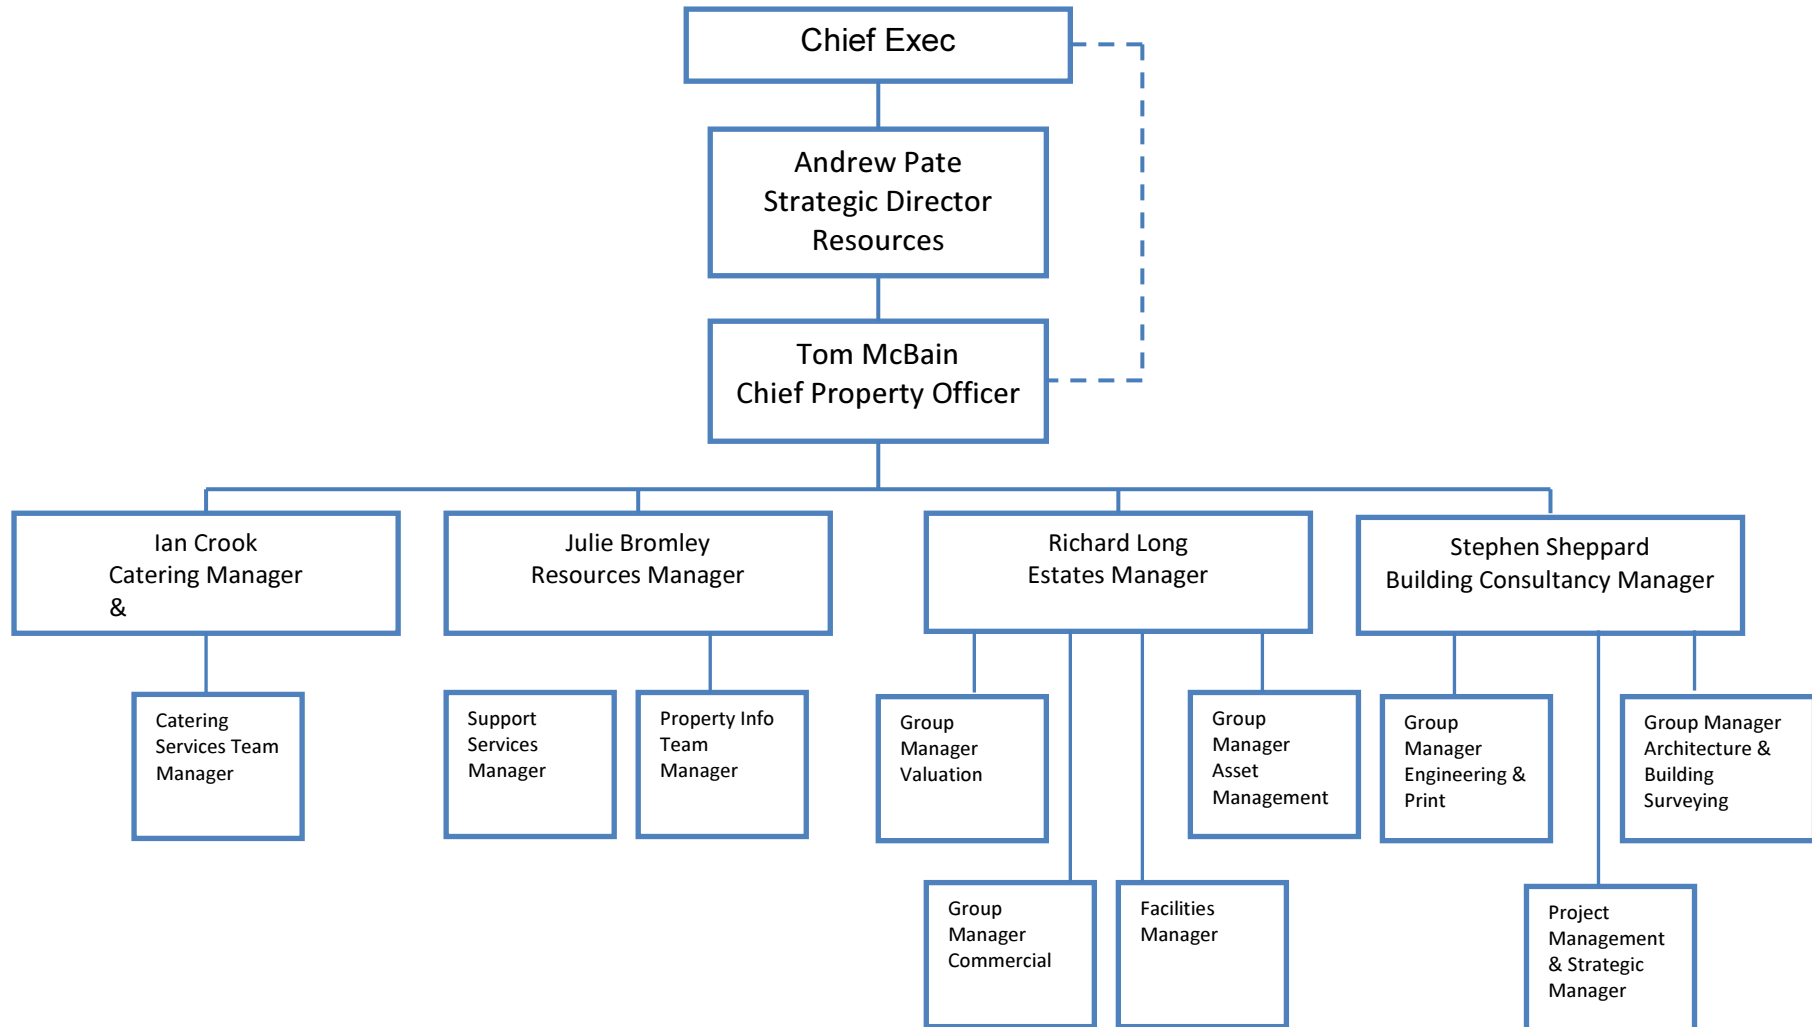 Chief Exec
Andrew Pate
Strategic Director
Resources
Tom McBain
Chief Property Officer
Ian Crook
Catering Manager
&
Julie Bromley
Resources Manager
Richard Long
Estates Manager
Stephen Sheppard
Building Consultancy Manager
Catering
Services Team
Manager
Support
Services
Manager
Property Info
Team
Manager
Group
Manager
Valuation
Group
Manager
Asset
Management
Group
Manager
Engineering &
Print
Group Manager
Architecture &
Building
Surveying
Group
Manager
Commercial
Facilities
Manager
Project
Management
& Strategic
Manager